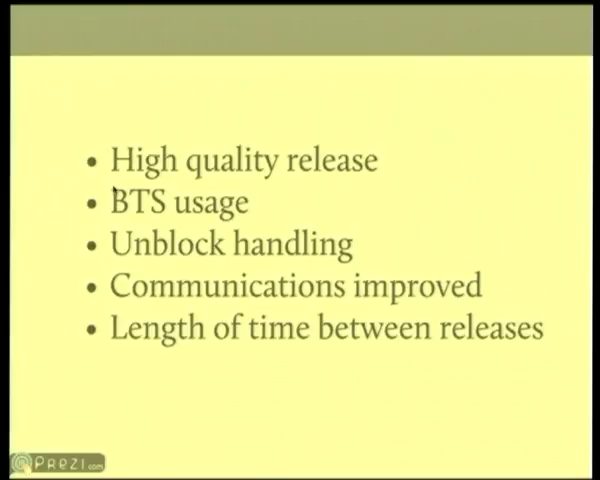 • High quality release
• BTS usage
• Unblock handling
• Communications improved
• Length of time between releases
PREZI.com